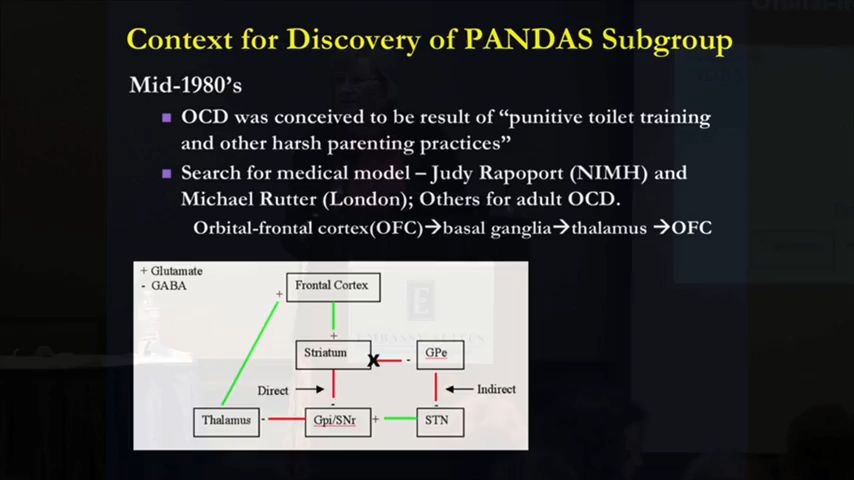 Context for Discovery of PANDAS Subgroup
Mid-1980's
OCD was conceived to be result of “punitive toilet training
and other harsh parenting practices”
Search for medical model – Judy Rapoport (NIMH) and
Michael Rutter (London); Others for adult OCD.
Orbital-frontal cortex(OFC)→basal ganglia→thalamus →OFC
+ Glutamate
- GABA
+
Frontal Cortex
+
Striatum
X
-
GPe
Direct
Indirect
-
-
Thalamus
-
Gpi/SNr
+
STN
E
EMBASSY SUITES